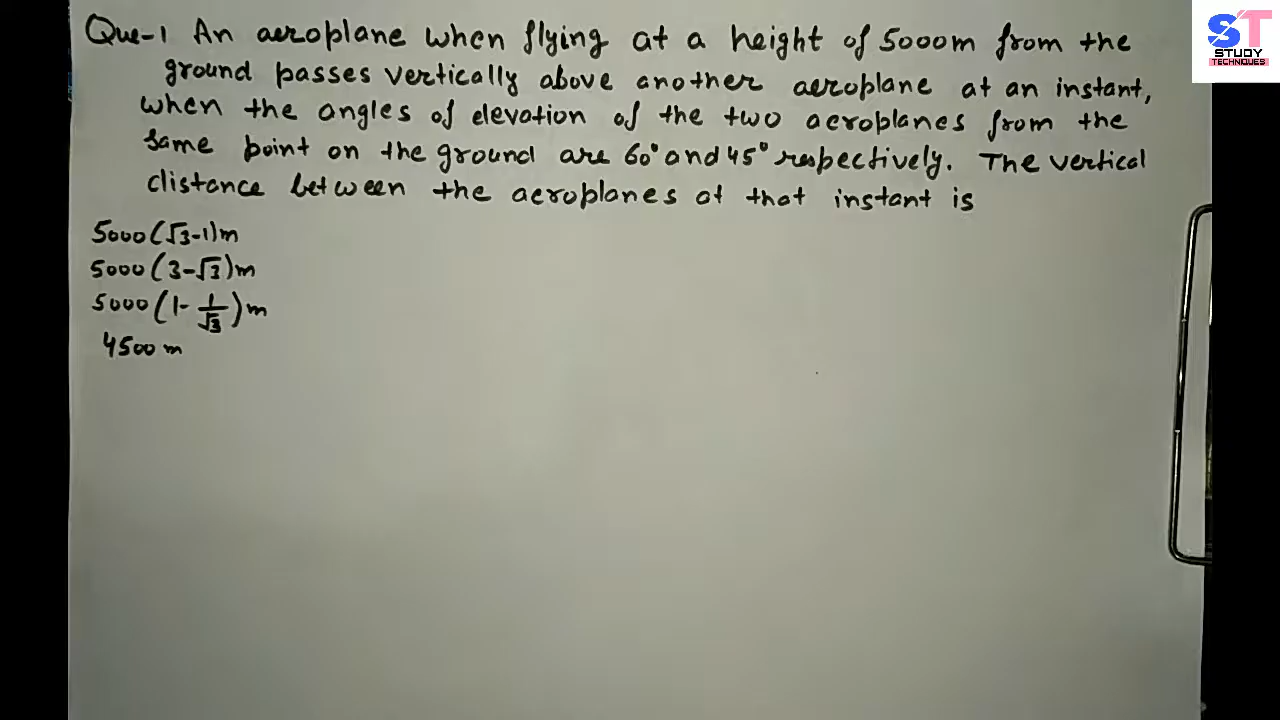 Que-1 An aeroplane when flying at a height of 5000m from the
ground passes vertically above another aeroplane at an instant,
when the angles of elevation of the two aeroplanes from the
same point on the ground are 60° and 45° respectively. The vertical
distance between the aeroplanes at that instant is
5000(√3-1)m
5000(3-√3)m
5000(1-1/√3)m
4500m
ST
STUDY
TECHNIQUES